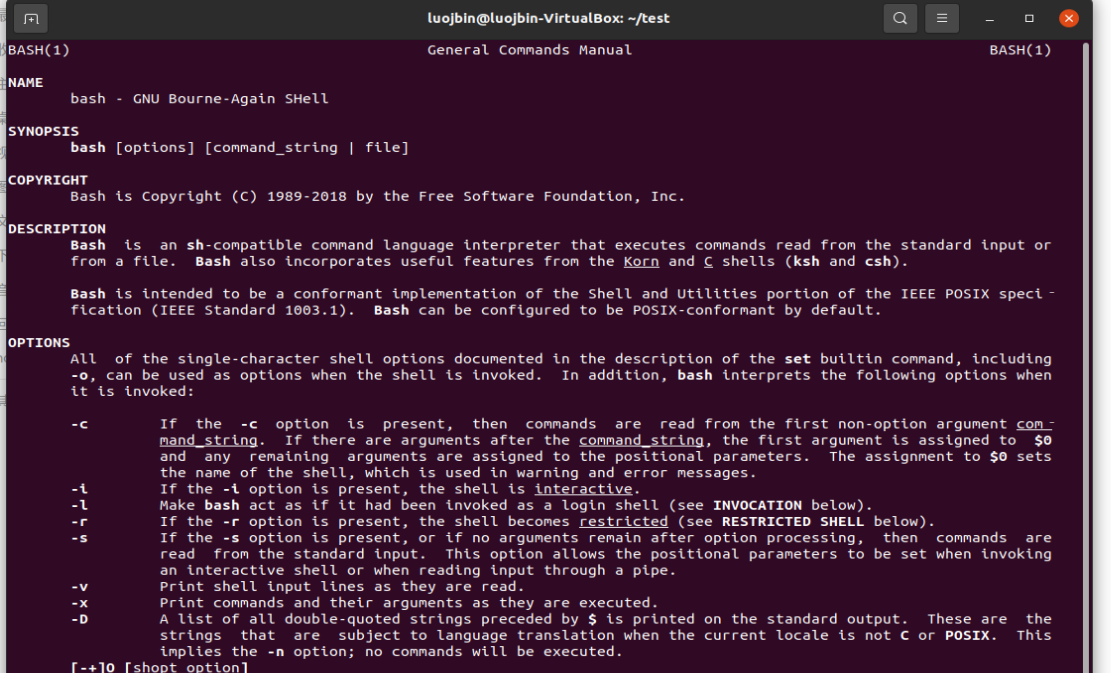 luojbin@luojbin-VirtualBox: ~/test
BASH(1) General Commands Manual BASH(1)
NAME
bash - GNU Bourne-Again SHell
SYNOPSIS
bash [options] [command_string | file]
COPYRIGHT
Bash is Copyright (C) 1989-2018 by the Free Software Foundation, Inc.
DESCRIPTION
Bash is an sh-compatible command language interpreter that executes commands read from the standard input or
from a file. Bash also incorporates useful features from the Korn and C shells (ksh and csh).
Bash is intended to be a conformant implementation of the Shell and Utilities portion of the IEEE POSIX speci-
fication (IEEE Standard 1003.1). Bash can be configured to be POSIX-conformant by default.
OPTIONS
All of the single-character shell options documented in the description of the set builtin command, including
-o, can be used as options when the shell is invoked. In addition, bash interprets the following options when
it is invoked:
-c If the -c option is present, then commands are read from the first non-option argument com-
mand_string. If there are arguments after the command_string, the first argument is assigned to $0
and any remaining arguments are assigned to the positional parameters. The assignment to $0 sets
the name of the shell, which is used in warning and error messages.
-i If the -i option is present, the shell is interactive.
-l Make bash act as if it had been invoked as a login shell (see INVOCATION below).
-r If the -r option is present, the shell becomes restricted (see RESTRICTED SHELL below).
-s If the -s option is present, or if no arguments remain after option processing, then commands are
read from the standard input. This option allows the positional parameters to be set when invoking
an interactive shell or when reading input through a pipe.
-v Print shell input lines as they are read.
-x Print commands and their arguments as they are executed.
-D A list of all double-quoted strings preceded by $ is printed on the standard output. These are the
strings that are subject to language translation when the current locale is not C or POSIX. This
implies the -n option; no commands will be executed.
[-+]O [shopt_option]